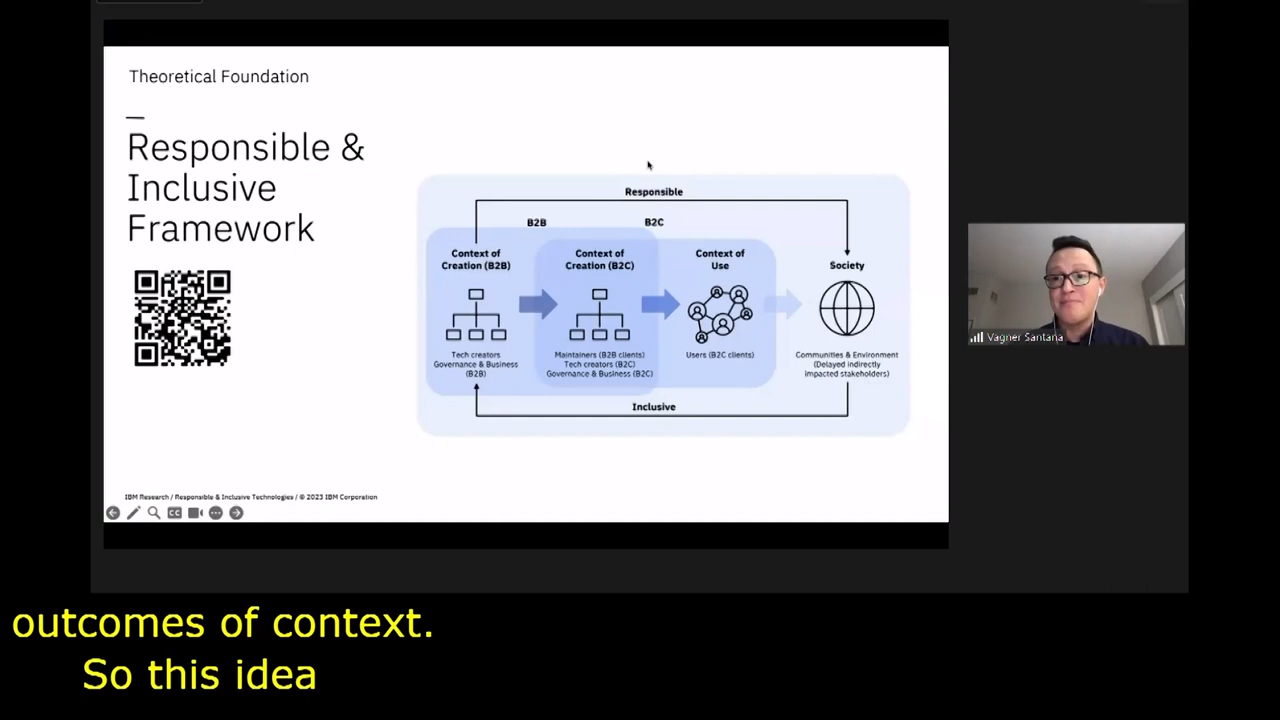 Theoretical Foundation
Responsible &
Inclusive
Framework
Responsible
B2B
B2C
Context of
Creation (B2B)
Context of
Creation (B2C)
Context of
Use
Society
Tech creators
Governance & Business
(B2B)
Maintainers (B2B clients)
Tech creators (B2C)
Governance & Business (B2C)
Users (B2C clients)
Communities & Environment
(Delayed indirectly
impacted stakeholders)
Inclusive
IBM Research / Responsible & Inclusive Technologies / © 2023 IBM Corporation
CC
Vagner Santana
outcomes of context.
So this idea